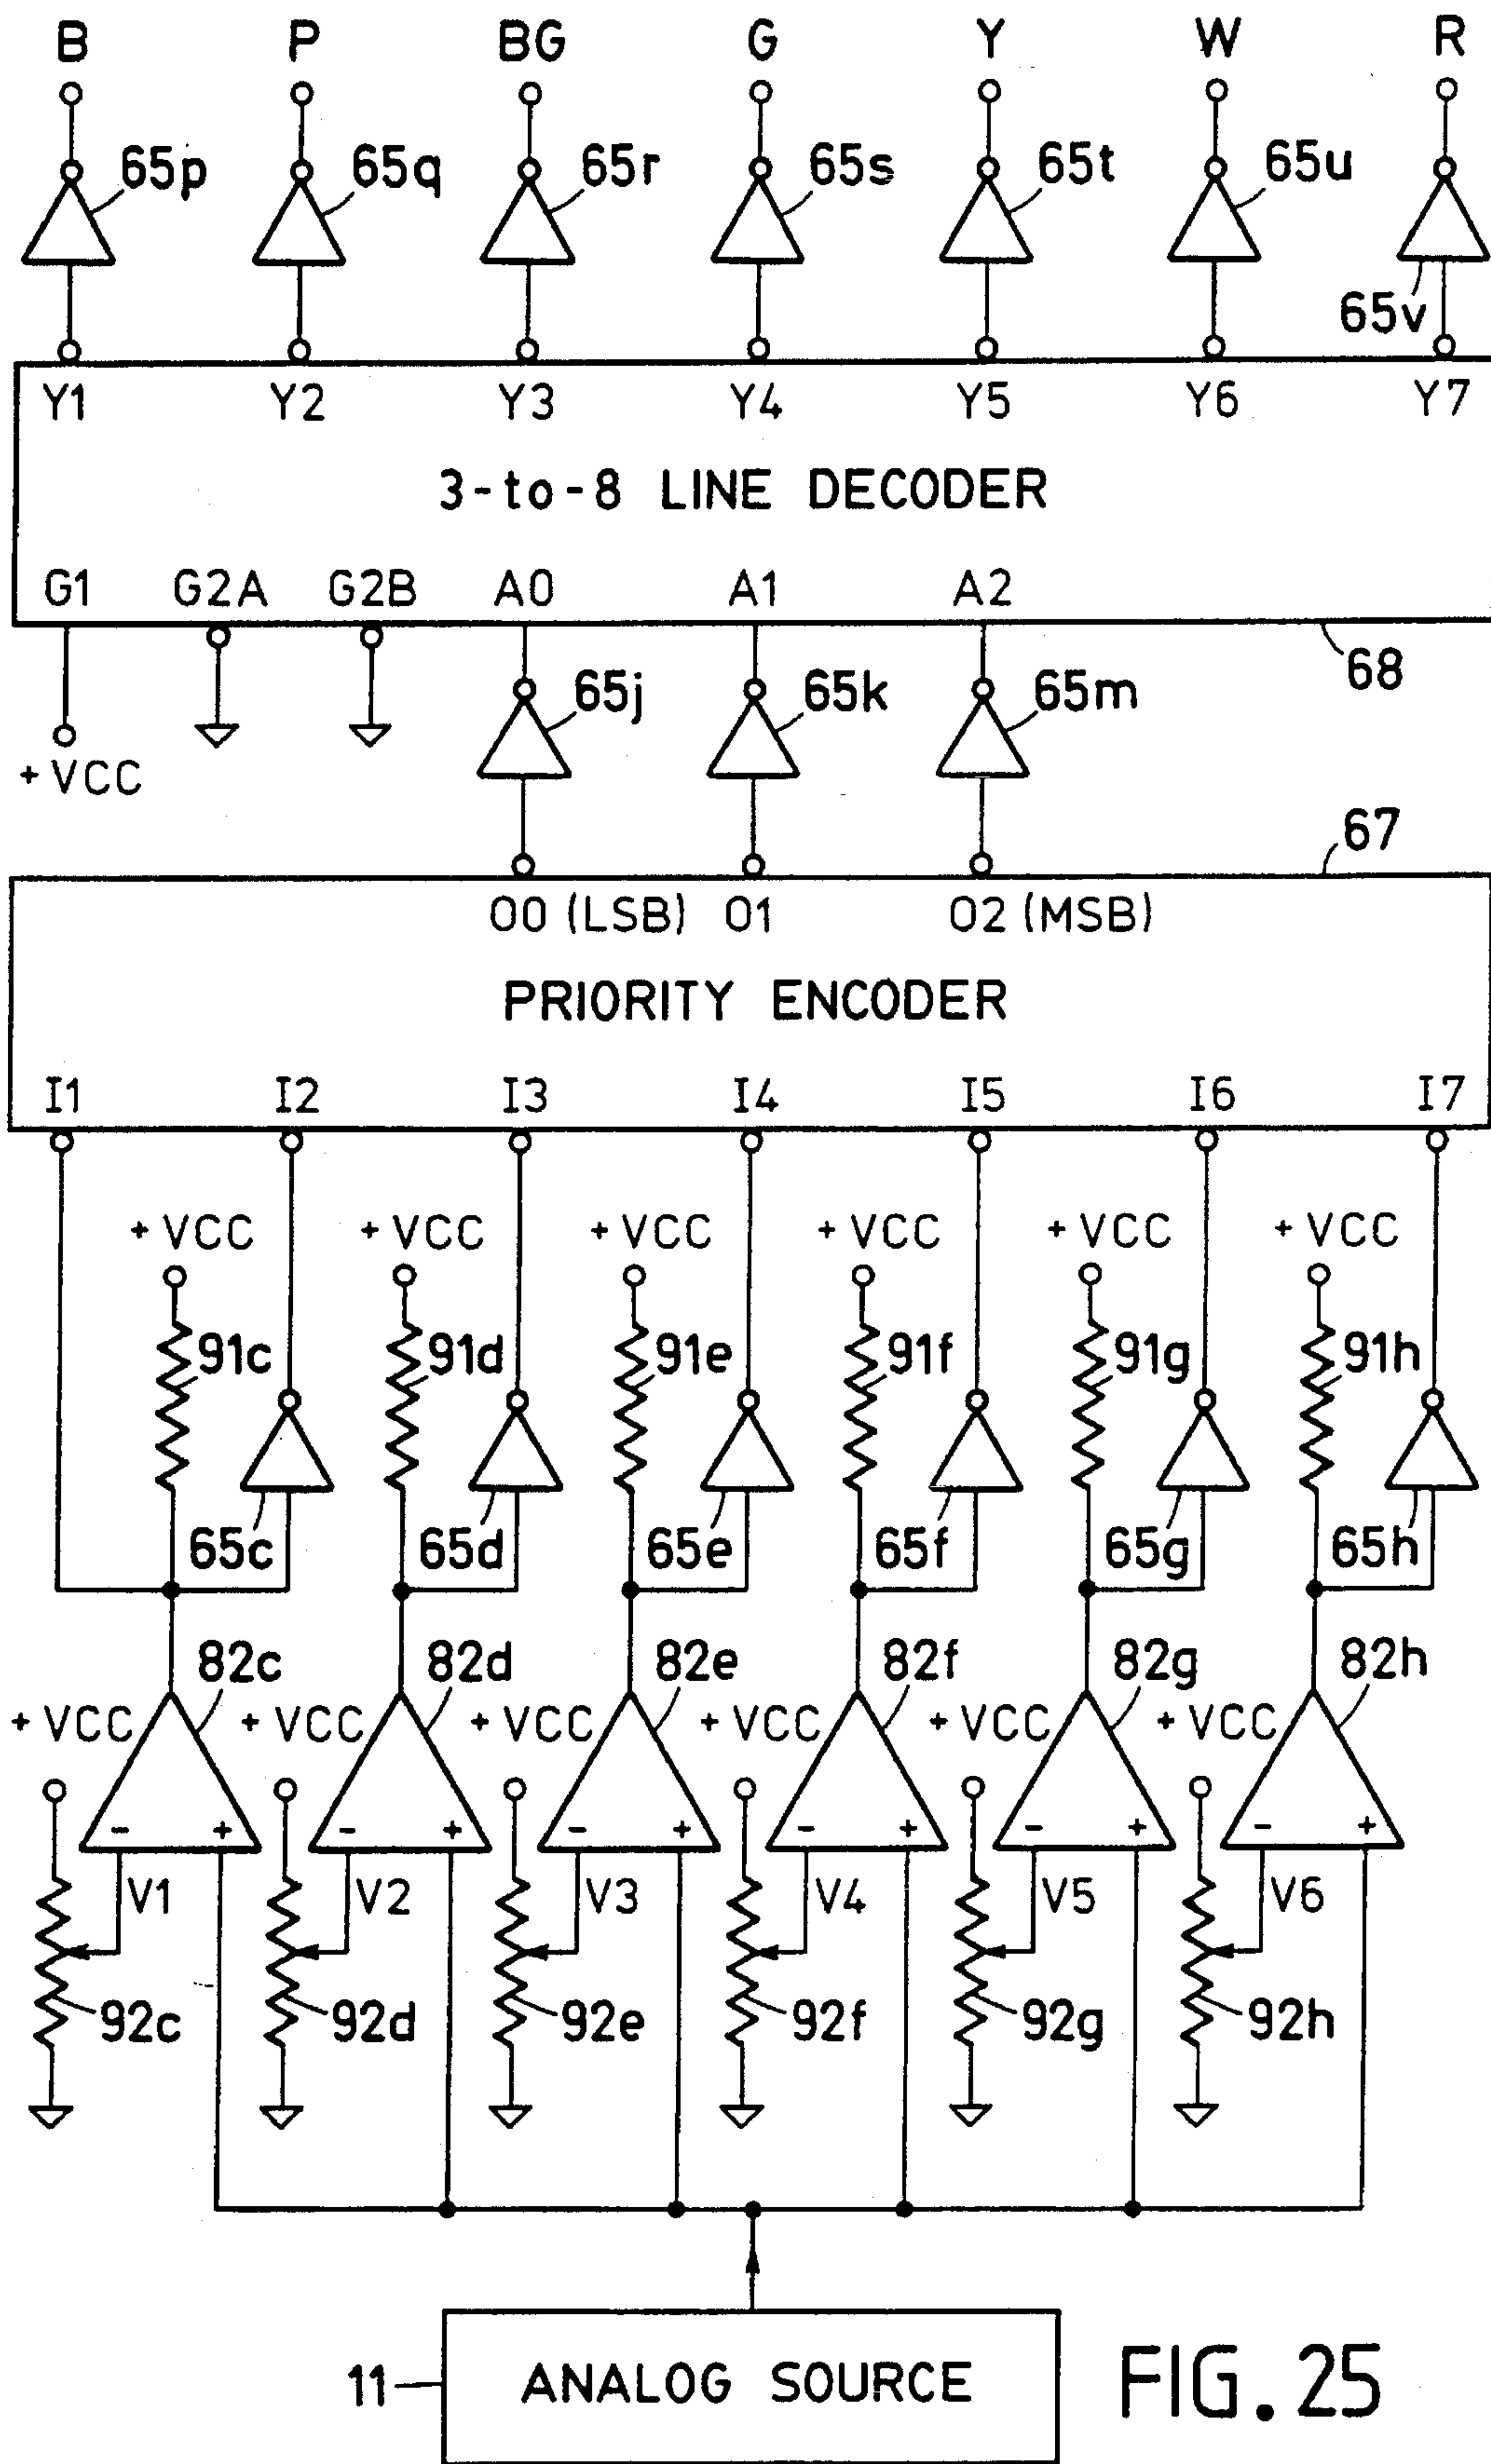 B P BG G Y W R
65p 65q 65r 65s 65t 65u
65v
Y1 Y2 Y3 Y4 Y5 Y6 Y7
3-to-8 LINE DECODER
G1 G2A G2B A0 A1 A2
68
65j 65k 65m
+ VCC
67
O0 (LSB) O1 O2 (MSB)
PRIORITY ENCODER
I1 I2 I3 I4 I5 I6 I7
+ VCC + VCC + VCC + VCC + VCC + VCC
91c 91d 91e 91f 91g 91h
65c 65d 65e 65f 65g 65h
82c 82d 82e 82f 82g 82h
+ VCC + VCC + VCC + VCC + VCC + VCC
- + - + - + - + - + - +
V1 V2 V3 V4 V5 V6
92c 92d 92e 92f 92g 92h
11 ANALOG SOURCE FIG. 25